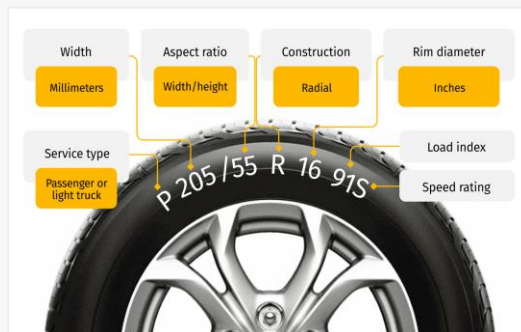 Width
Millimeters
Aspect ratio
Width/height
Construction
Radial
Rim diameter
Inches
Service type
Passenger or
light truck
Load index
Speed rating
P 205/55 R 16 91S